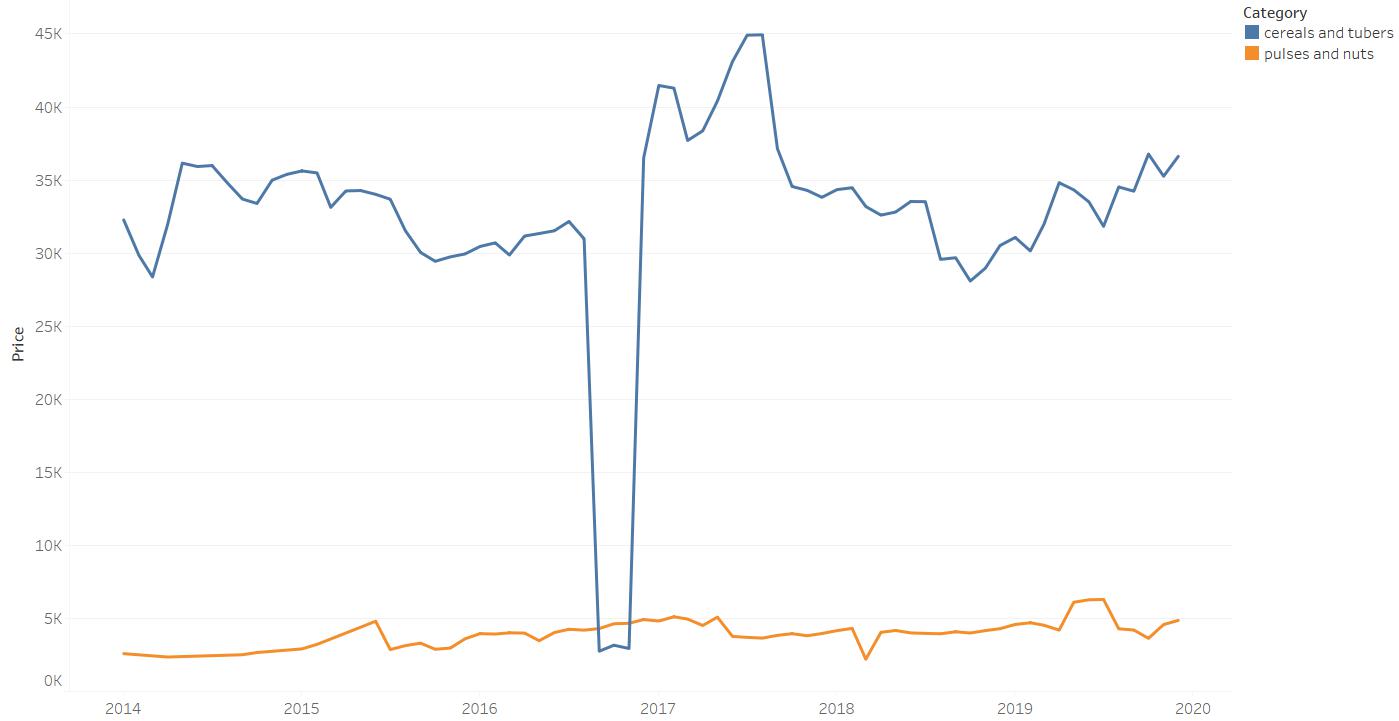 Category
cereals and tubers
pulses and nuts
45K
40K
35K
30K
25K
20K
15K
10K
5K
0K
Price
2014 2015 2016 2017 2018 2019 2020